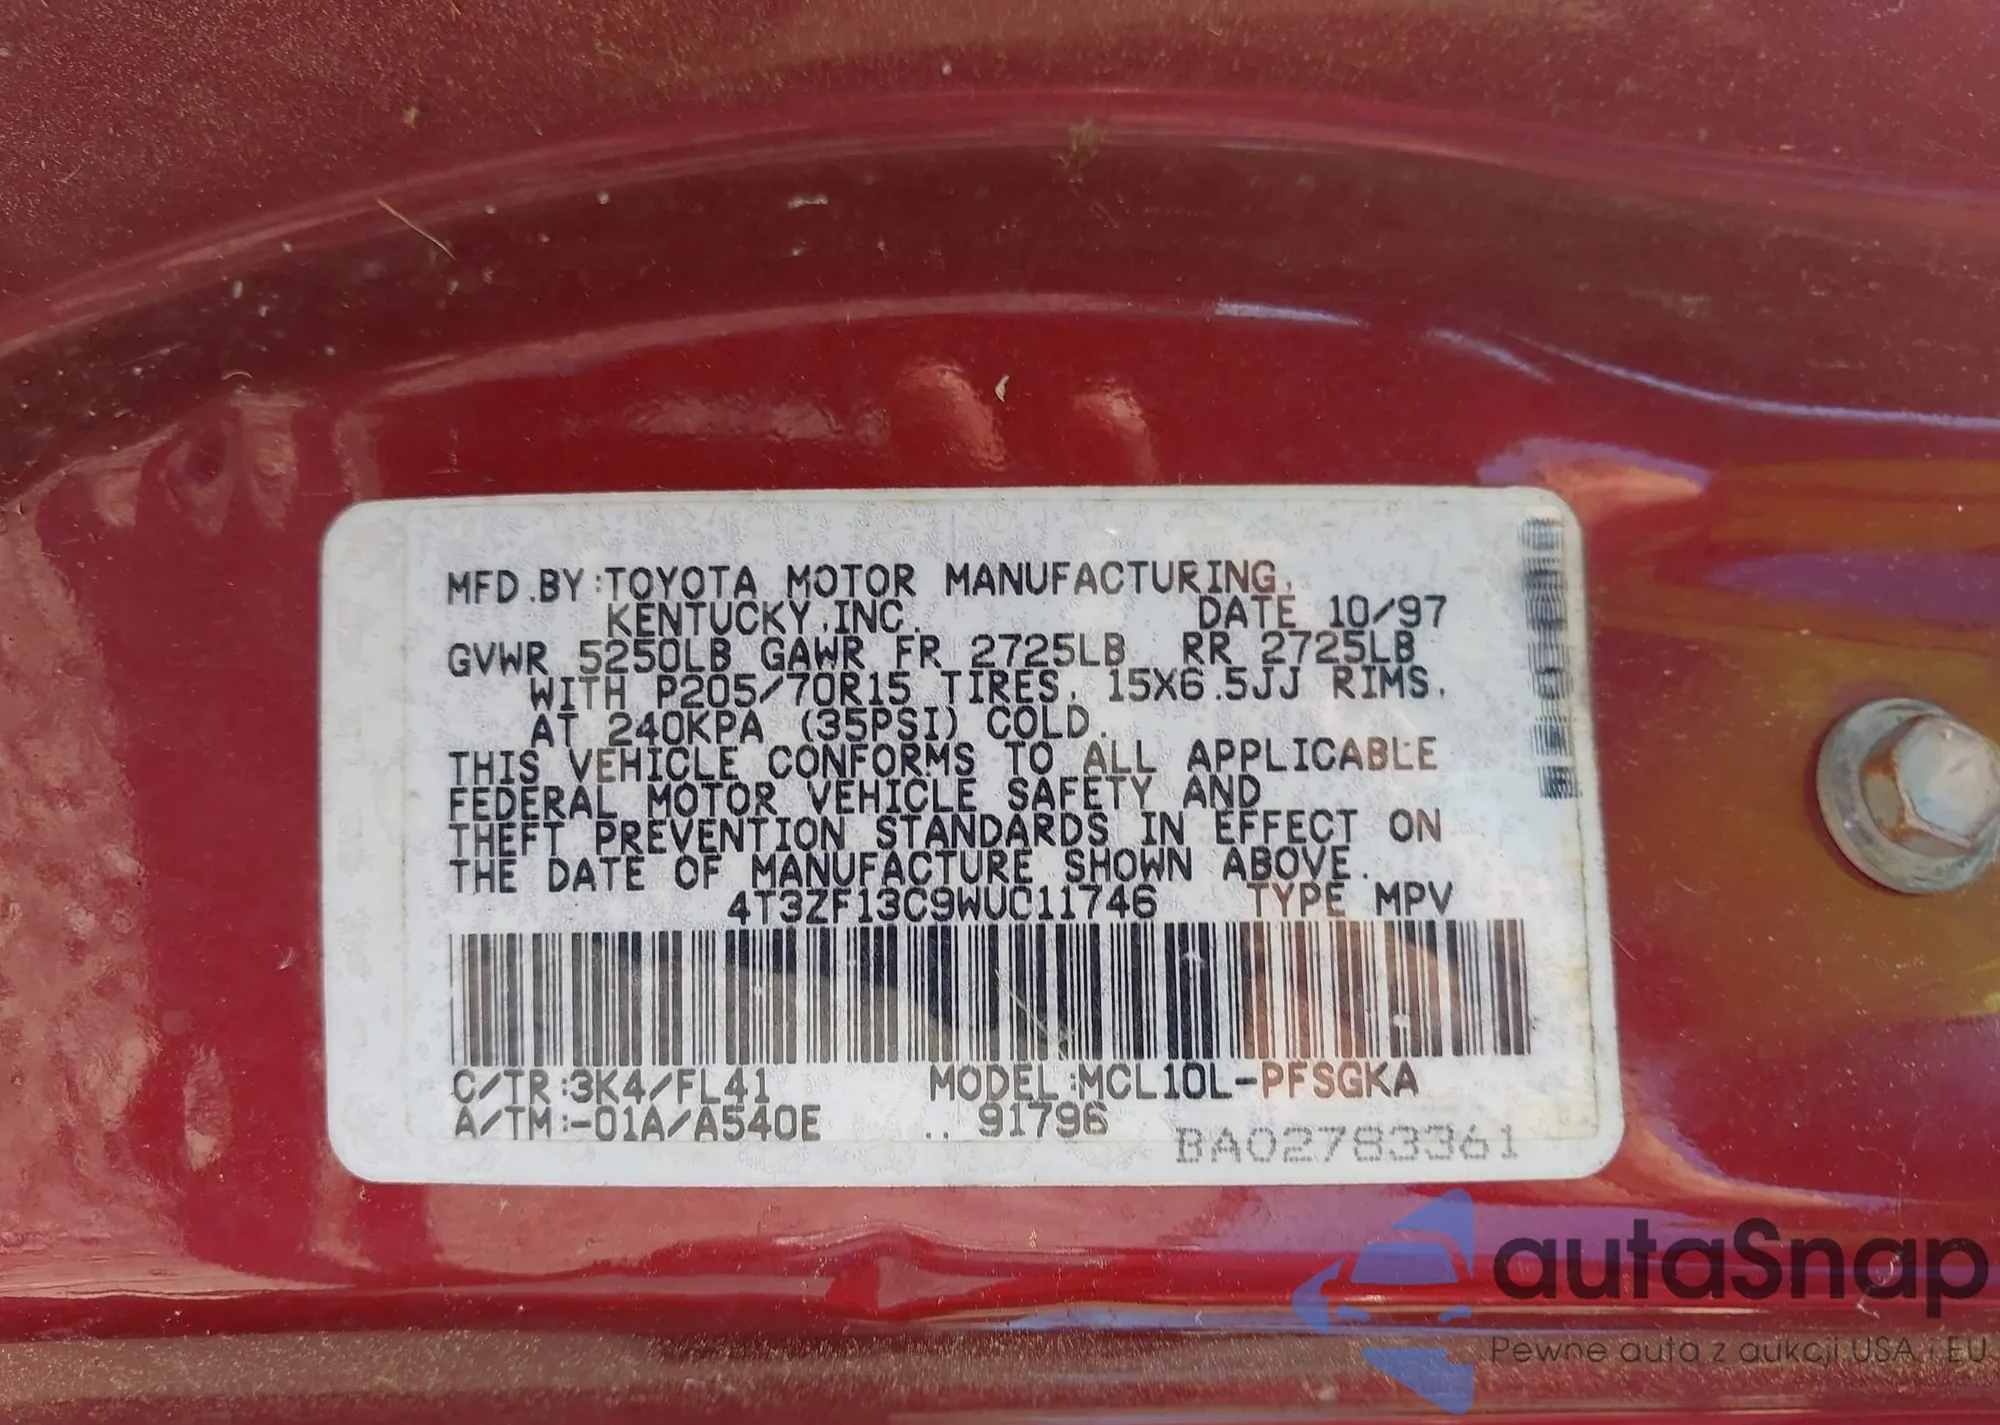 MFD.BY:TOYOTA MOTOR MANUFACTURING,
KENTUCKY,INC. DATE 10/97
GVWR 5250LB GAWR FR 2725LB RR 2725LB
WITH P205/70R15 TIRES, 15X6.5JJ RIMS,
AT 240KPA (35PSI) COLD.
THIS VEHICLE CONFORMS TO ALL APPLICABLE
FEDERAL MOTOR VEHICLE SAFETY AND
THEFT PREVENTION STANDARDS IN EFFECT ON
THE DATE OF MANUFACTURE SHOWN ABOVE.
4T3ZF13C9WU011746 TYPE MPV
C/TR:3K4/FL41 MODEL:MCL10L-PFSGKA
A/TM:-01A/A540E .. 91796
BA02783361
autaSnap
Pewne auta z aukcji USA i EU